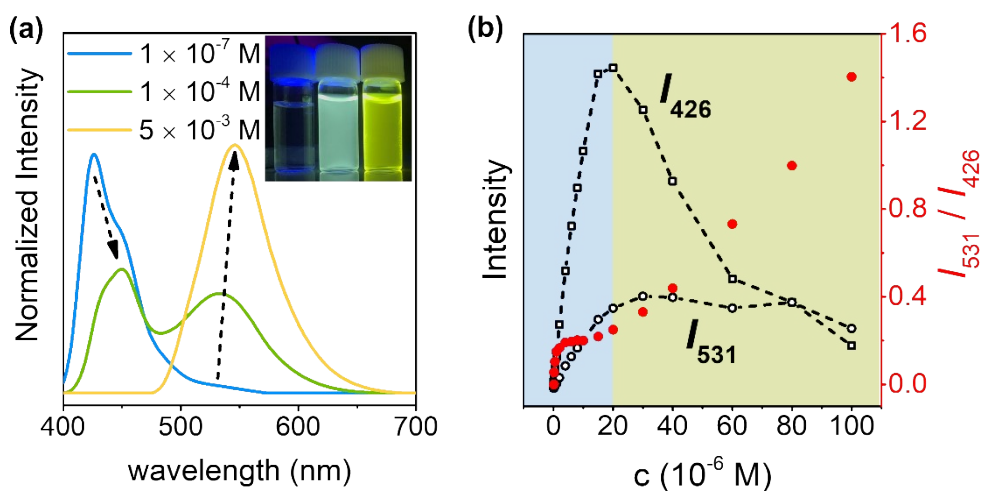 (a)
1 × 10⁻⁷ M
1 × 10⁻⁴ M
5 × 10⁻³ M
Normalized Intensity
400 500 600 700
wavelength (nm)
(b)
I₄₂₆
I₅₃₁
Intensity
1.6
1.2
0.8
0.4
0.0
I₅₃₁ / I₄₂₆
0 20 40 60 80 100
c (10⁻⁶ M)